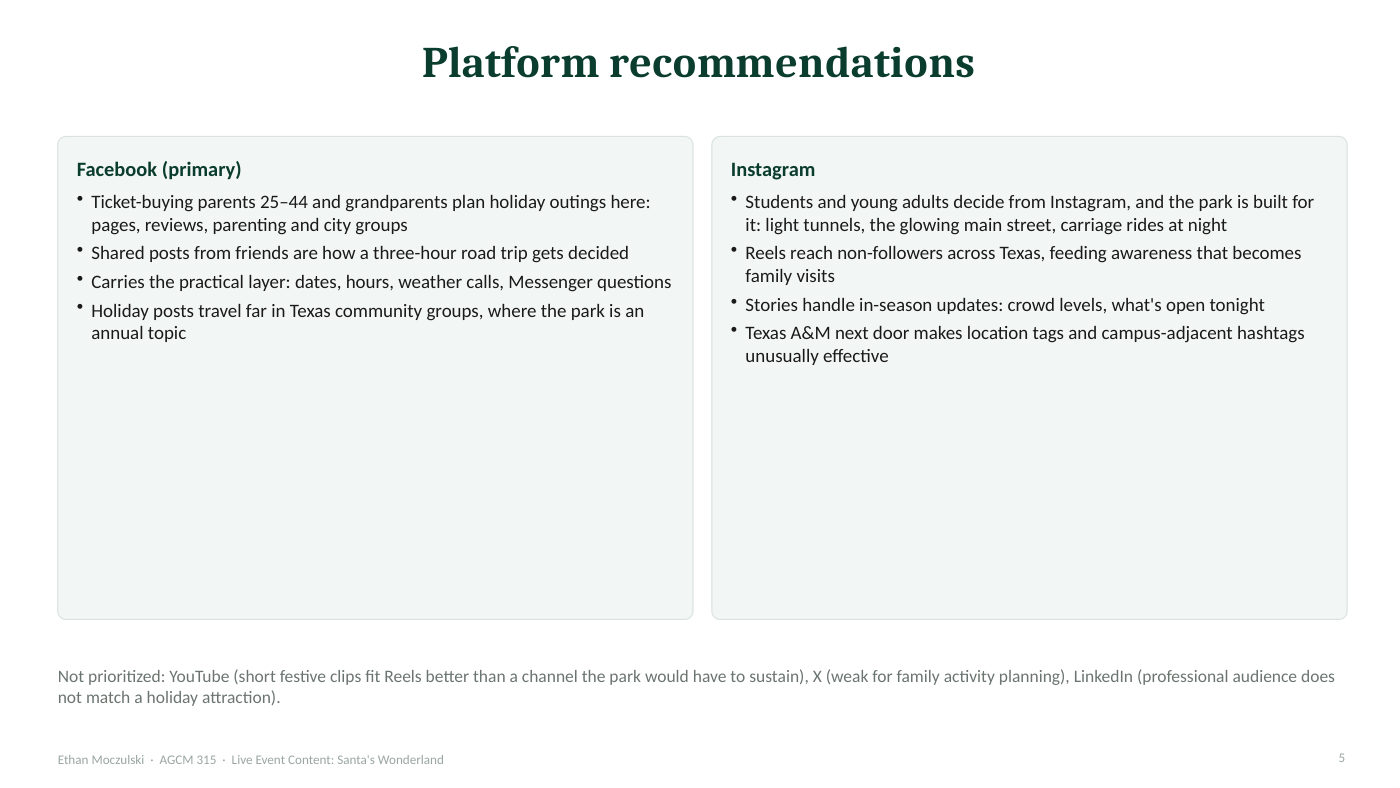 Platform recommendations
Facebook (primary)
• Ticket-buying parents 25–44 and grandparents plan holiday outings here:
pages, reviews, parenting and city groups
• Shared posts from friends are how a three-hour road trip gets decided
• Carries the practical layer: dates, hours, weather calls, Messenger questions
• Holiday posts travel far in Texas community groups, where the park is an
annual topic
Instagram
• Students and young adults decide from Instagram, and the park is built for
it: light tunnels, the glowing main street, carriage rides at night
• Reels reach non-followers across Texas, feeding awareness that becomes
family visits
• Stories handle in-season updates: crowd levels, what's open tonight
• Texas A&M next door makes location tags and campus-adjacent hashtags
unusually effective
Not prioritized: YouTube (short festive clips fit Reels better than a channel the park would have to sustain), X (weak for family activity planning), LinkedIn (professional audience does
not match a holiday attraction).
Ethan Moczulski · AGCM 315 · Live Event Content: Santa's Wonderland
5